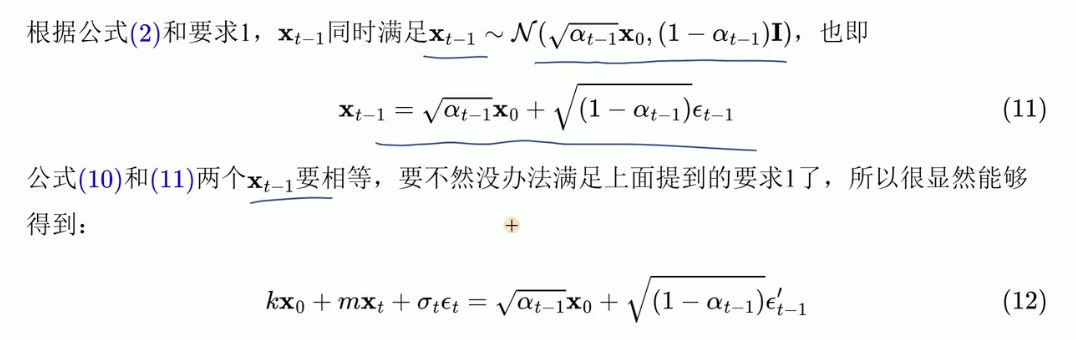 根据公式(2)和要求1，$\mathbf{x}_{t-1}$同时满足$\mathbf{x}_{t-1} \sim \mathcal{N}(\sqrt{\alpha_{t-1}}\mathbf{x}_0, (1-\alpha_{t-1})\mathbf{I})$，也即
$\mathbf{x}_{t-1} = \sqrt{\alpha_{t-1}}\mathbf{x}_0 + \sqrt{(1-\alpha_{t-1})}\epsilon_{t-1}$ (11)
公式(10)和(11)两个$\mathbf{x}_{t-1}$要相等，要不然没办法满足上面提到的要求1了，所以很显然能够
得到：
$k\mathbf{x}_0 + m\mathbf{x}_t + \sigma_t\epsilon_t = \sqrt{\alpha_{t-1}}\mathbf{x}_0 + \sqrt{(1-\alpha_{t-1})}\epsilon'_{t-1}$ (12)